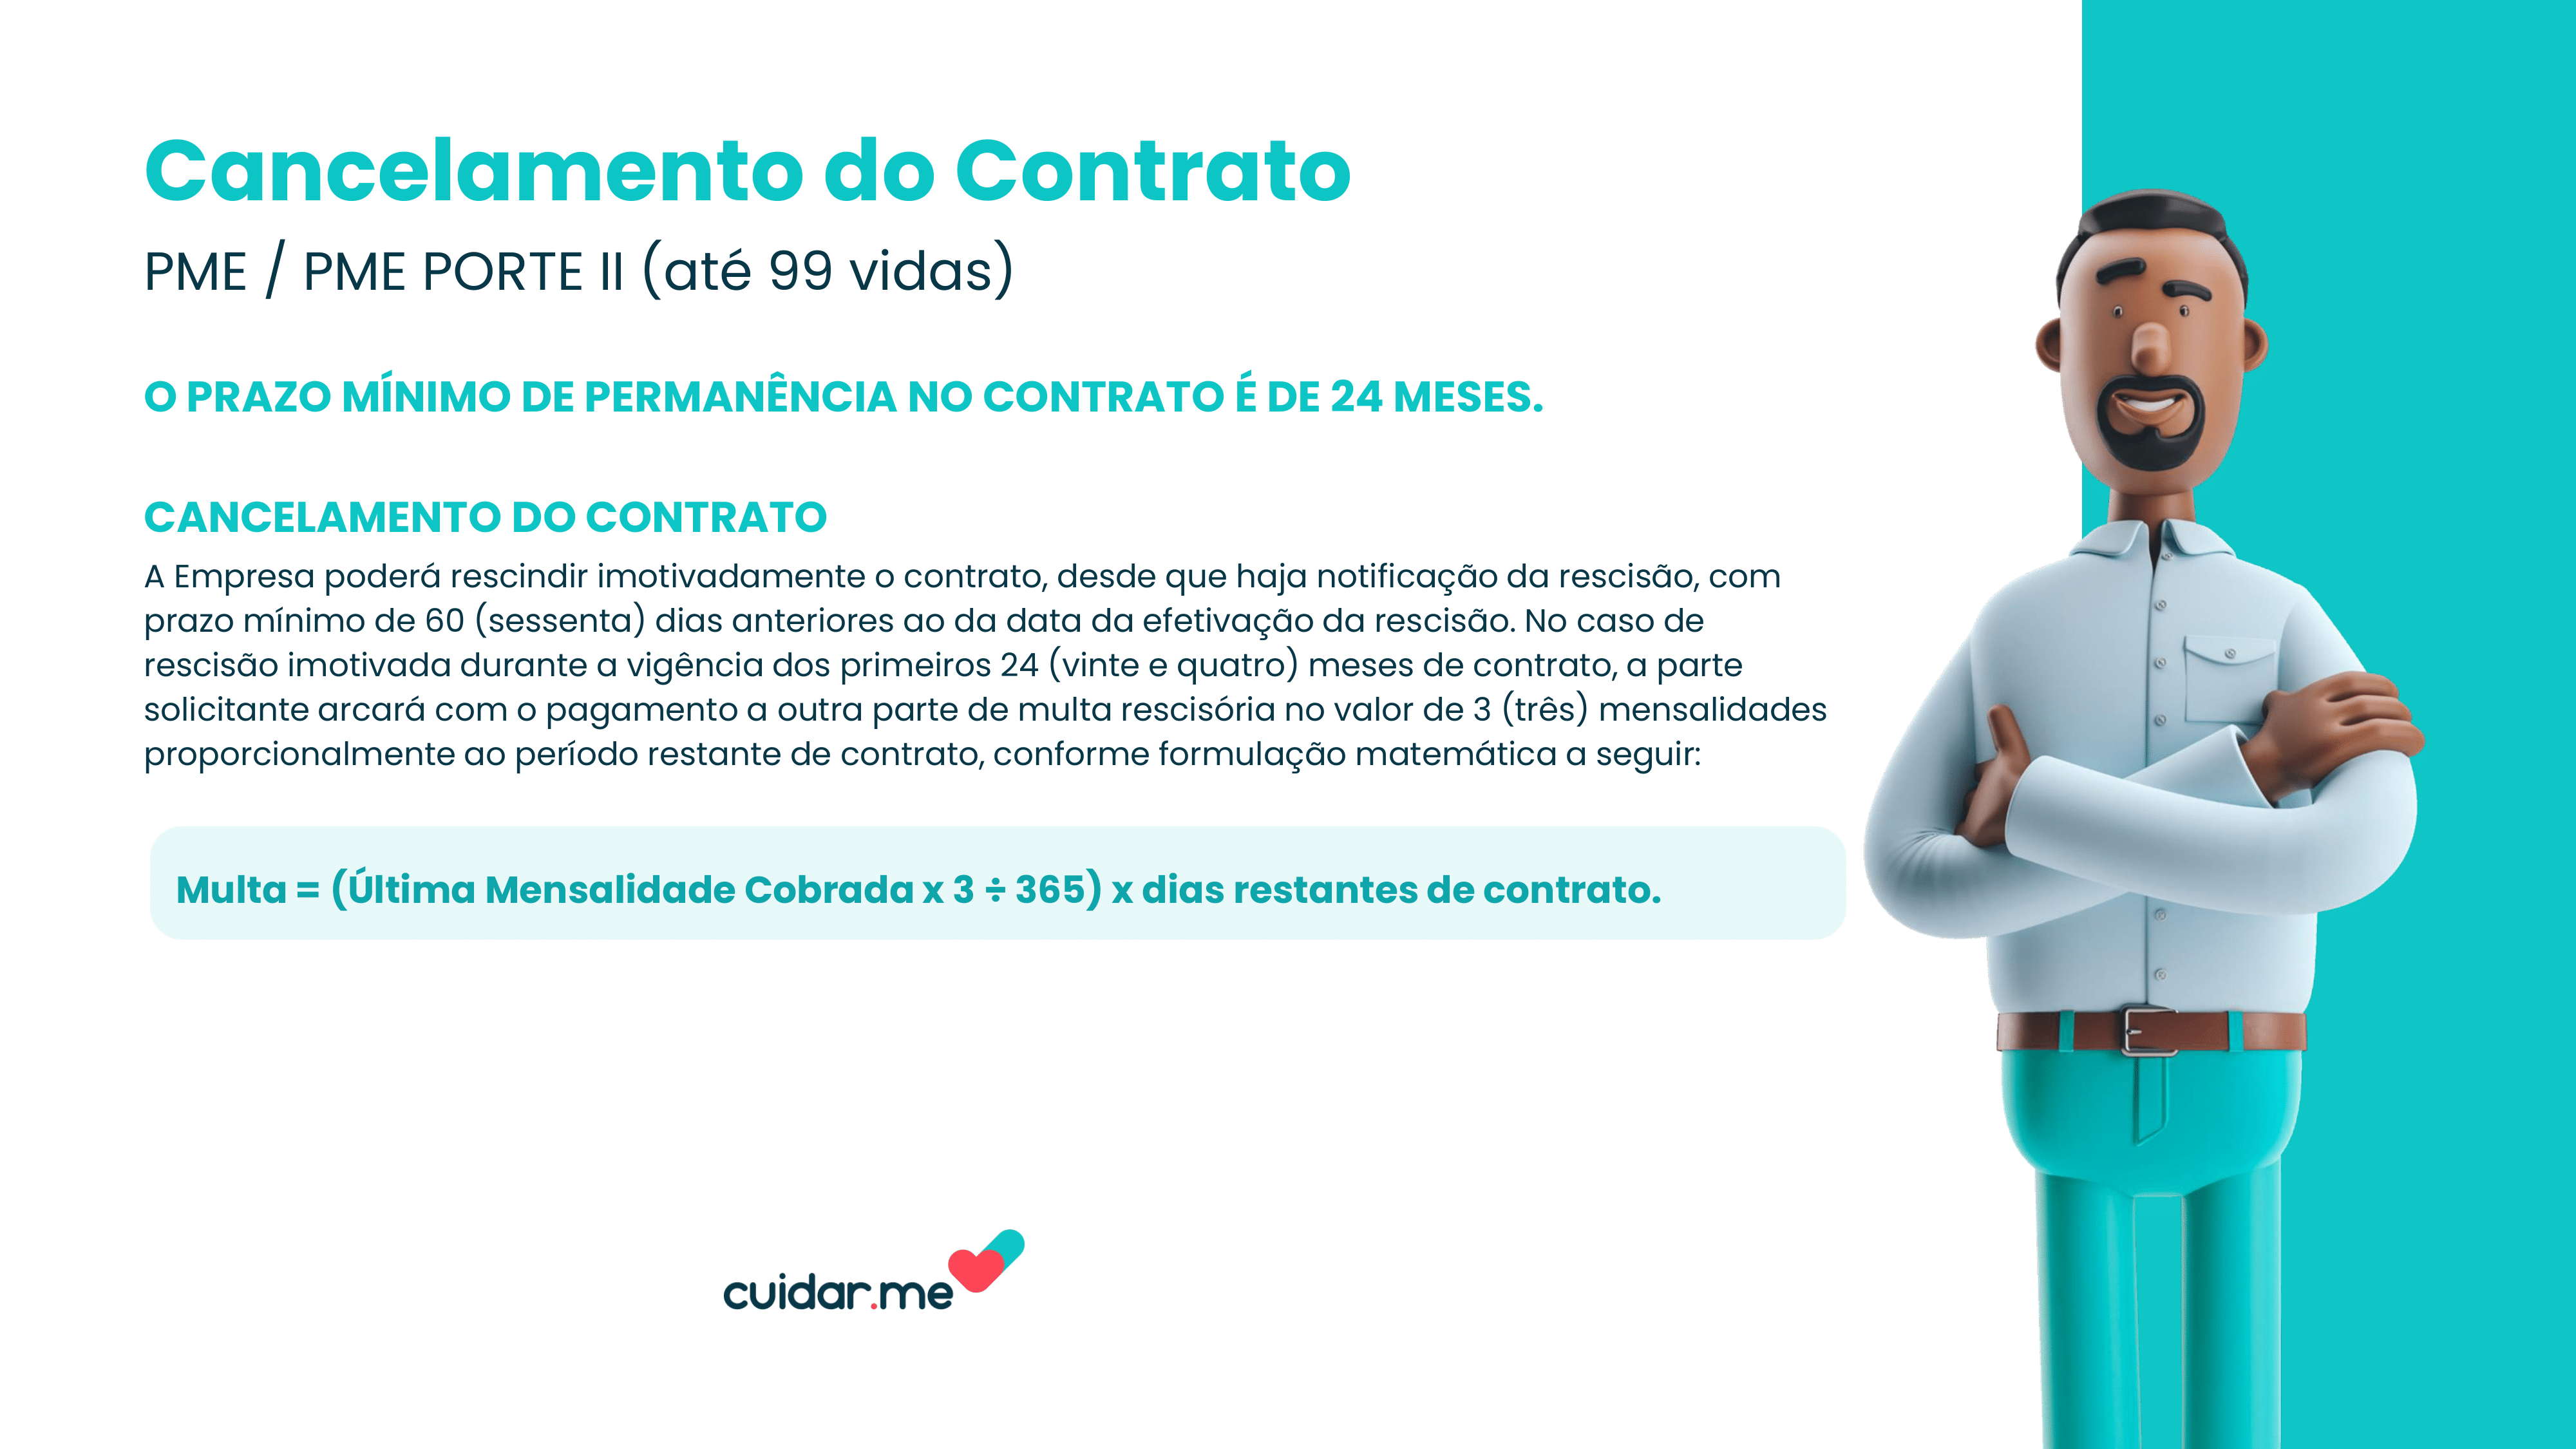 Cancelamento do Contrato
PME / PME PORTE II (até 99 vidas)
O PRAZO MÍNIMO DE PERMANÊNCIA NO CONTRATO É DE 24 MESES.
CANCELAMENTO DO CONTRATO
A Empresa poderá rescindir imotivadamente o contrato, desde que haja notificação da rescisão, com
prazo mínimo de 60 (sessenta) dias anteriores ao da data da efetivação da rescisão. No caso de
rescisão imotivada durante a vigência dos primeiros 24 (vinte e quatro) meses de contrato, a parte
solicitante arcará com o pagamento a outra parte de multa rescisória no valor de 3 (três) mensalidades
proporcionalmente ao período restante de contrato, conforme formulação matemática a seguir:
Multa = (Última Mensalidade Cobrada x 3 ÷ 365) x dias restantes de contrato.
cuidar.me